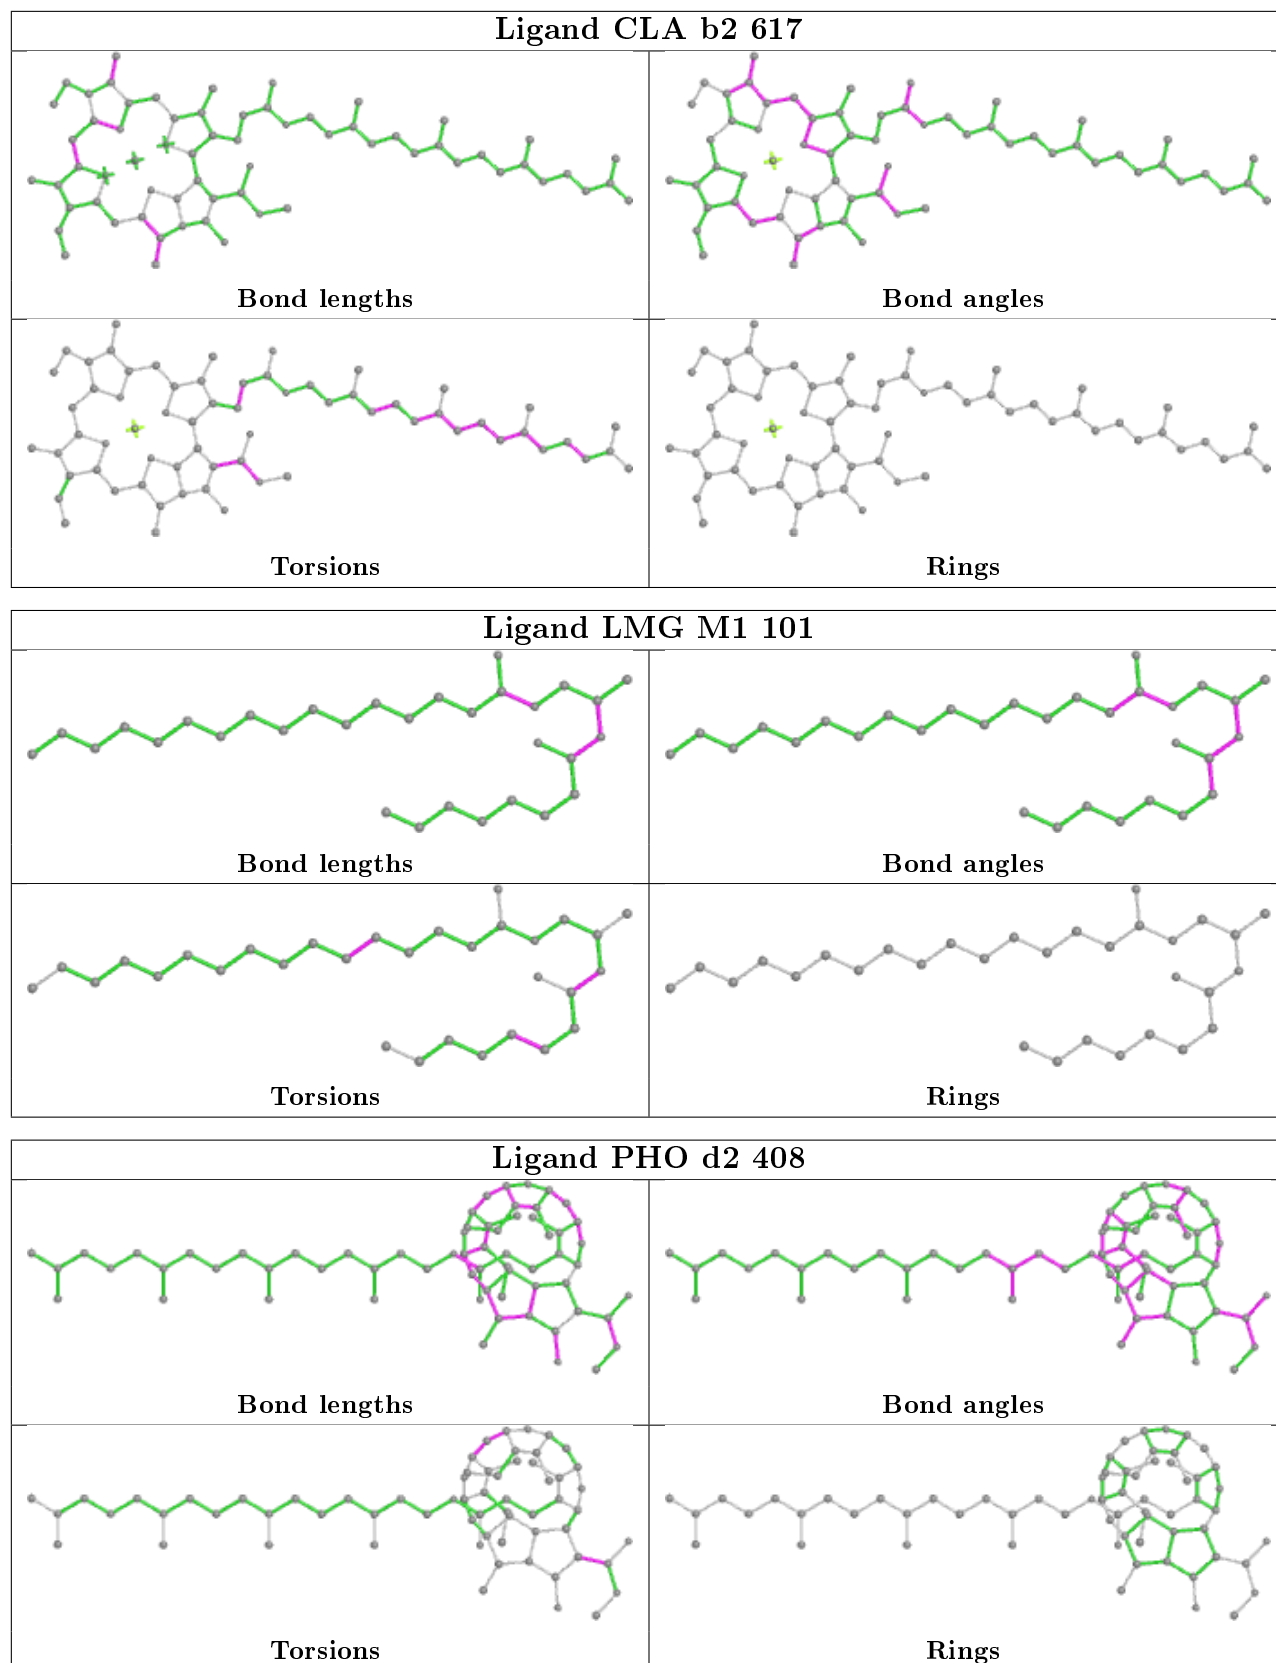 Ligand CLA b2 617
Bond lengths
Bond angles
Torsions
Rings
Ligand LMG M1 101
Bond lengths
Bond angles
Torsions
Rings
Ligand PHO d2 408
Bond lengths
Bond angles
Torsions
Rings